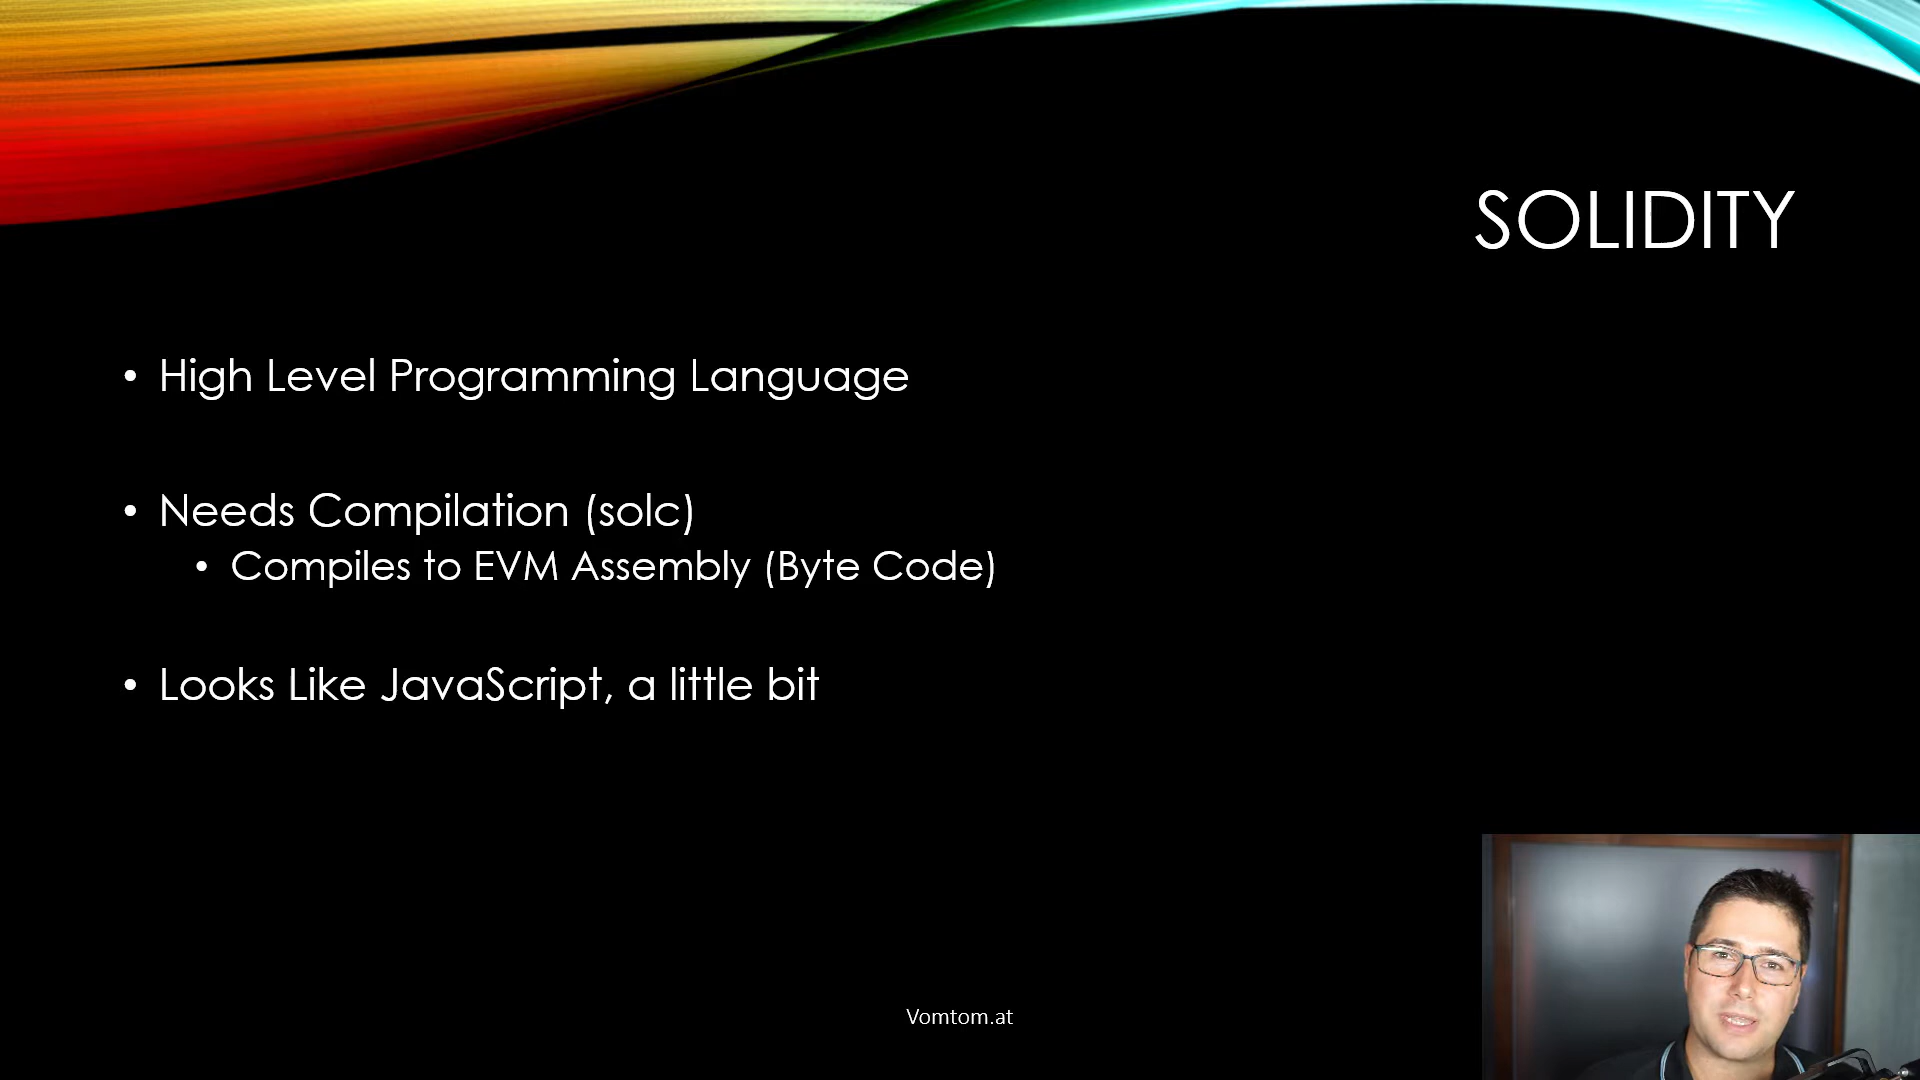 SOLIDITY
• High Level Programming Language
• Needs Compilation (solc)
• Compiles to EVM Assembly (Byte Code)
• Looks Like JavaScript, a little bit
Vomtom.at